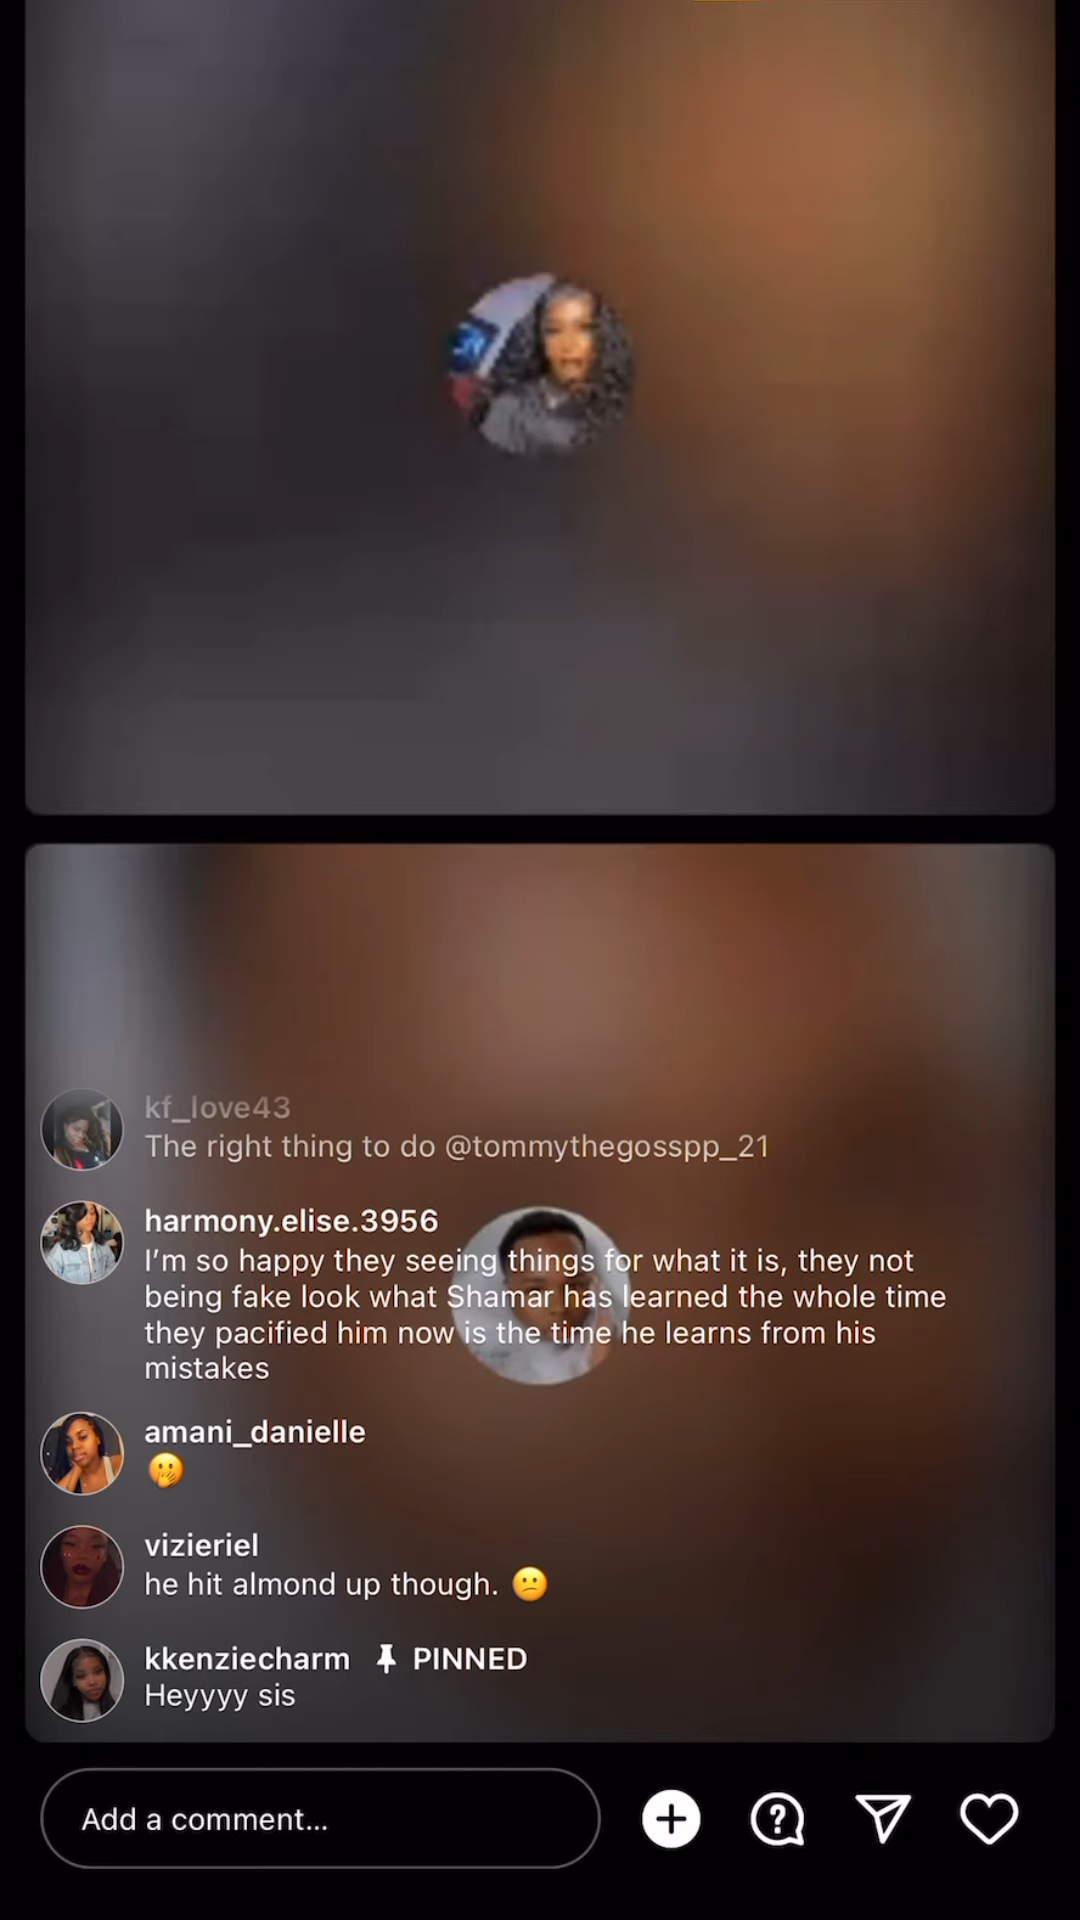 kf_love43
The right thing to do @tommythegosspp_21
harmony.elise.3956
I'm so happy they seeing things for what it is, they not
being fake look what Shamar has learned the whole time
they pacified him now is the time he learns from his
mistakes
amani_danielle
🤭
vizieriel
he hit almond up though. 😕
kkenziecharm PINNED
Heyyyy sis
Add a comment...